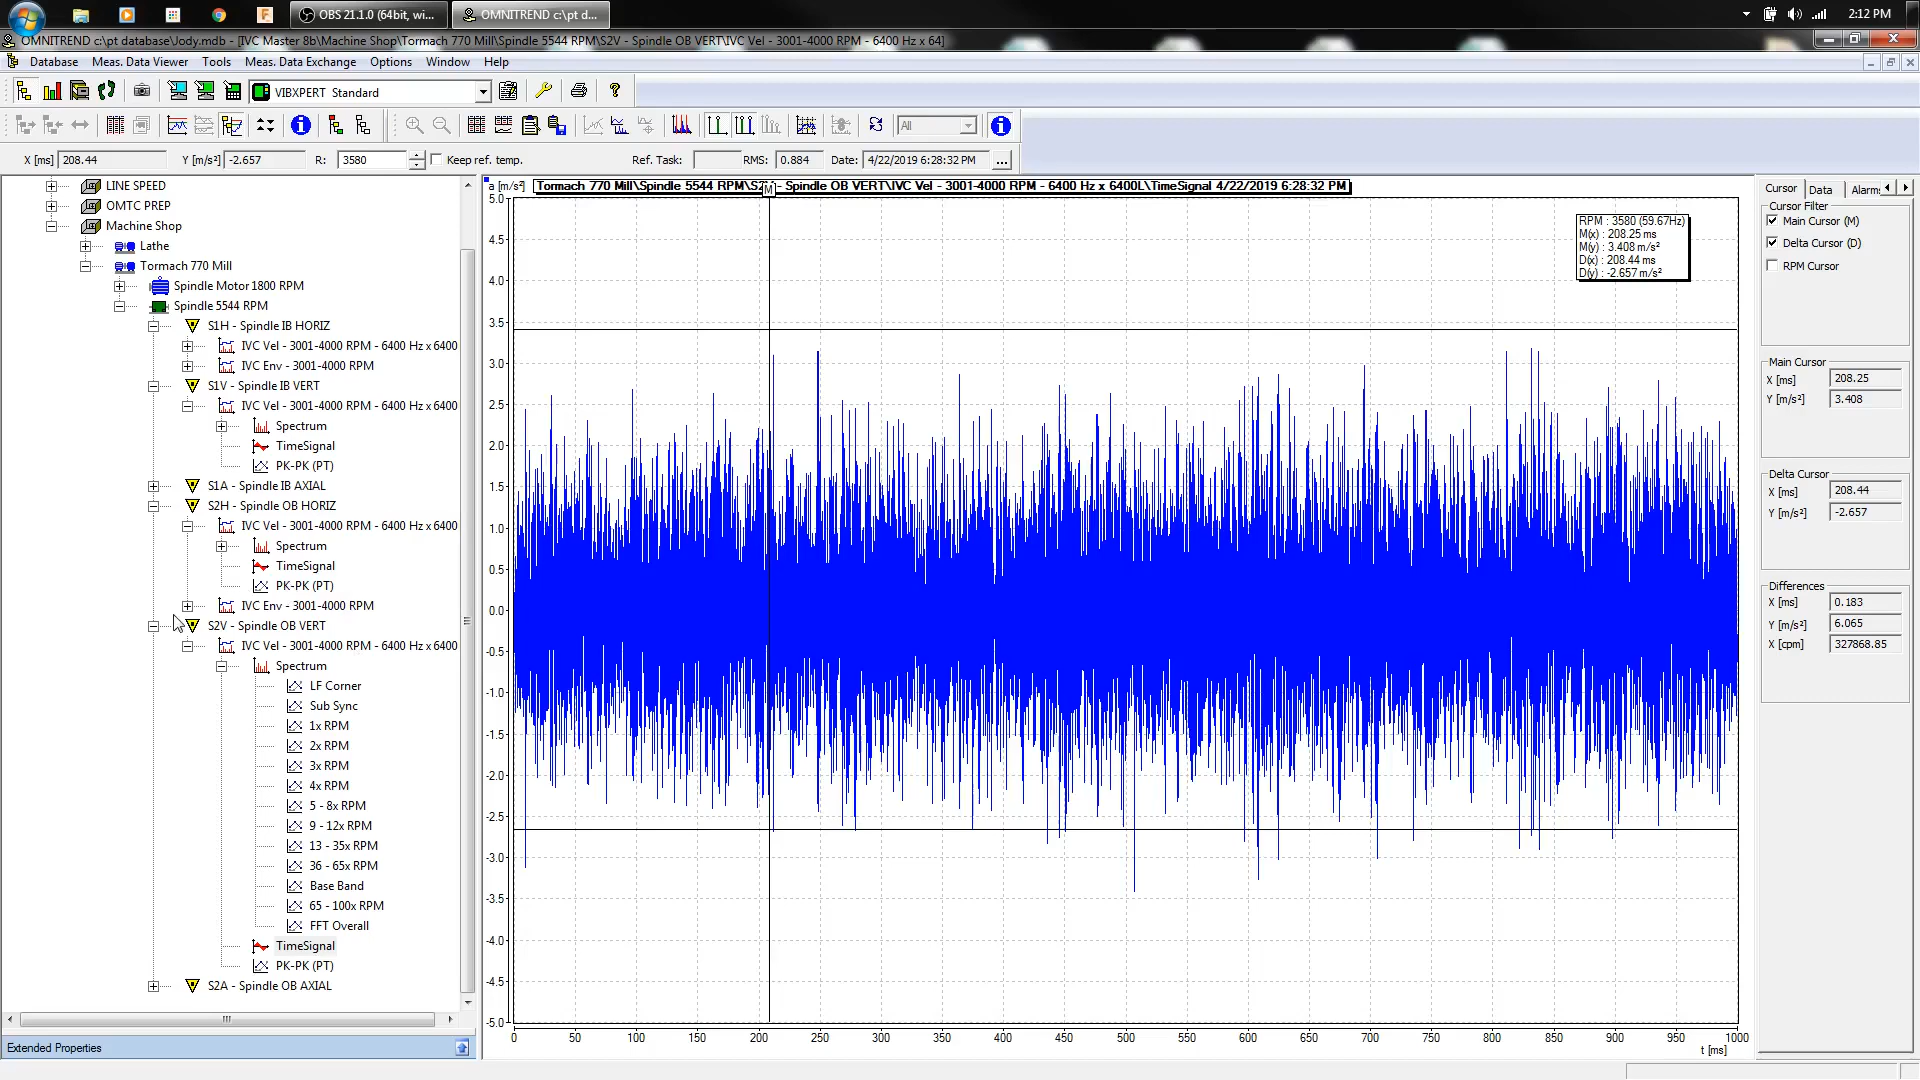 OBS 21.1.0 (64bit, wi...
OMNITREND c:\pt d...
2:12 PM
OMNITREND c:\pt database\Jody.mdb - [IVC Master 8b\Machine Shop\Tormach 770 Mill\Spindle 5544 RPM\S2V - Spindle OB VERT\IVC Vel - 3001-4000 RPM - 6400 Hz x 64]
Database Meas. Data Viewer Tools Meas. Data Exchange Options Window Help
VIBXPERT Standard
All
X [ms] 208.44 Y [m/s²] -2.657 R: 3580 Keep ref. temp. Ref. Task: RMS: 0.884 Date: 4/22/2019 6:28:32 PM ...
LINE SPEED
OMTC PREP
Machine Shop
Lathe
Tormach 770 Mill
Spindle Motor 1800 RPM
Spindle 5544 RPM
S1H - Spindle IB HORIZ
IVC Vel - 3001-4000 RPM - 6400 Hz x 6400
IVC Env - 3001-4000 RPM
S1V - Spindle IB VERT
IVC Vel - 3001-4000 RPM - 6400 Hz x 6400
Spectrum
TimeSignal
PK-PK (PT)
S1A - Spindle IB AXIAL
S2H - Spindle OB HORIZ
IVC Vel - 3001-4000 RPM - 6400 Hz x 6400
Spectrum
TimeSignal
PK-PK (PT)
IVC Env - 3001-4000 RPM
S2V - Spindle OB VERT
IVC Vel - 3001-4000 RPM - 6400 Hz x 6400
Spectrum
LF Corner
Sub Sync
1x RPM
2x RPM
3x RPM
4x RPM
5 - 8x RPM
9 - 12x RPM
13 - 35x RPM
36 - 65x RPM
Base Band
65 - 100x RPM
FFT Overall
TimeSignal
PK-PK (PT)
S2A - Spindle OB AXIAL
Extended Properties
a [m/s²]
Tormach 770 Mill\Spindle 5544 RPM\S2V - Spindle OB VERT\IVC Vel - 3001-4000 RPM - 6400 Hz x 6400L\TimeSignal 4/22/2019 6:28:32 PM
M
RPM : 3580 (59.67Hz)
M(x) : 208.25 ms
M(y) : 3.408 m/s²
D(x) : 208.44 ms
D(y) : -2.657 m/s²
5.0
4.5
4.0
3.5
3.0
2.5
2.0
1.5
1.0
0.5
0.0
-0.5
-1.0
-1.5
-2.0
-2.5
-3.0
-3.5
-4.0
-4.5
-5.0
0 50 100 150 200 250 300 350 400 450 500 550 600 650 700 750 800 850 900 950 1000
t [ms]
Cursor Data Alarms
Cursor Filter
Main Cursor (M)
Delta Cursor (D)
RPM Cursor
Main Cursor
X [ms] 208.25
Y [m/s²] 3.408
Delta Cursor
X [ms] 208.44
Y [m/s²] -2.657
Differences
X [ms] 0.183
Y [m/s²] 6.065
X [cpm] 327868.85